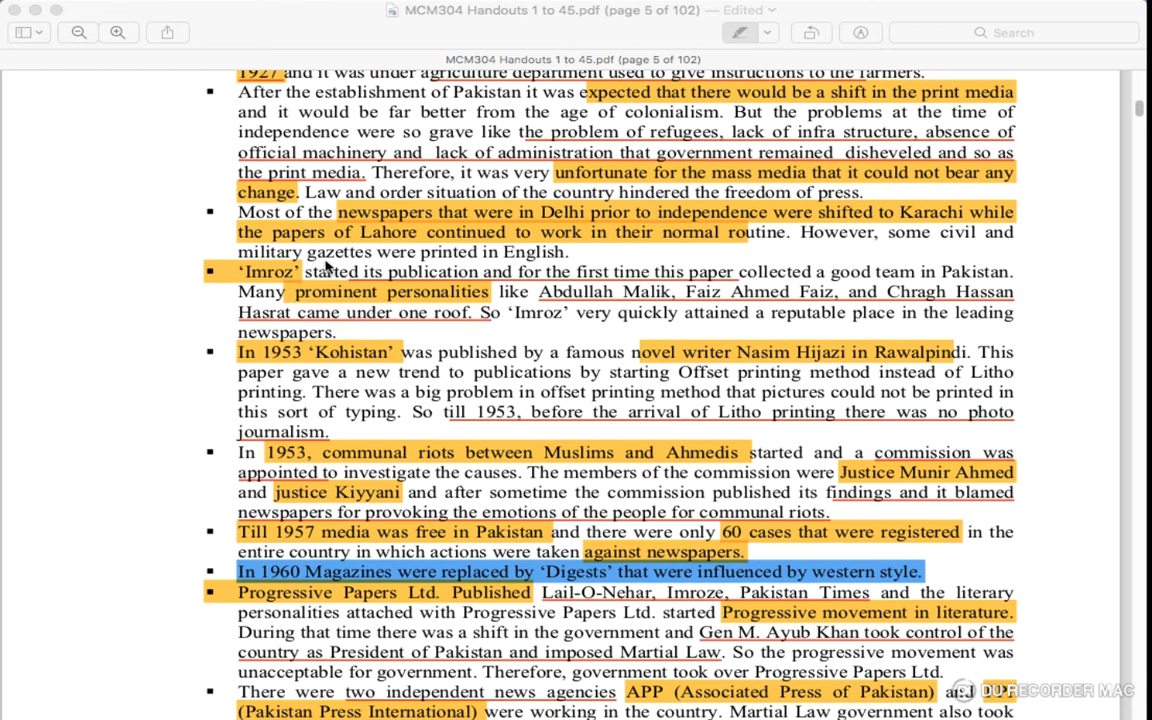 MCM304 Handouts 1 to 45.pdf (page 5 of 102) — Edited
Search
MCM304 Handouts 1 to 45.pdf (page 5 of 102)
1927 and it was under agriculture department used to give instructions to the farmers.
▪ After the establishment of Pakistan it was expected that there would be a shift in the print media
and it would be far better from the age of colonialism. But the problems at the time of
independence were so grave like the problem of refugees, lack of infra structure, absence of
official machinery and lack of administration that government remained disheveled and so as
the print media. Therefore, it was very unfortunate for the mass media that it could not bear any
change. Law and order situation of the country hindered the freedom of press.
▪ Most of the newspapers that were in Delhi prior to independence were shifted to Karachi while
the papers of Lahore continued to work in their normal routine. However, some civil and
military gazettes were printed in English.
▪ ‘Imroz’ started its publication and for the first time this paper collected a good team in Pakistan.
Many prominent personalities like Abdullah Malik, Faiz Ahmed Faiz, and Chragh Hassan
Hasrat came under one roof. So ‘Imroz’ very quickly attained a reputable place in the leading
newspapers.
▪ In 1953 ‘Kohistan’ was published by a famous novel writer Nasim Hijazi in Rawalpindi. This
paper gave a new trend to publications by starting Offset printing method instead of Litho
printing. There was a big problem in offset printing method that pictures could not be printed in
this sort of typing. So till 1953, before the arrival of Litho printing there was no photo
journalism.
▪ In 1953, communal riots between Muslims and Ahmedis started and a commission was
appointed to investigate the causes. The members of the commission were Justice Munir Ahmed
and justice Kiyyani and after sometime the commission published its findings and it blamed
newspapers for provoking the emotions of the people for communal riots.
▪ Till 1957 media was free in Pakistan and there were only 60 cases that were registered in the
entire country in which actions were taken against newspapers.
▪ In 1960 Magazines were replaced by ‘Digests’ that were influenced by western style.
▪ Progressive Papers Ltd. Published Lail-O-Nehar, Imroze, Pakistan Times and the literary
personalities attached with Progressive Papers Ltd. started Progressive movement in literature.
During that time there was a shift in the government and Gen M. Ayub Khan took control of the
country as President of Pakistan and imposed Martial Law. So the progressive movement was
unacceptable for government. Therefore, government took over Progressive Papers Ltd.
▪ There were two independent news agencies APP (Associated Press of Pakistan) and
DU RECORDER MAC
(Pakistan Press International) were working in the country. Martial Law government also took